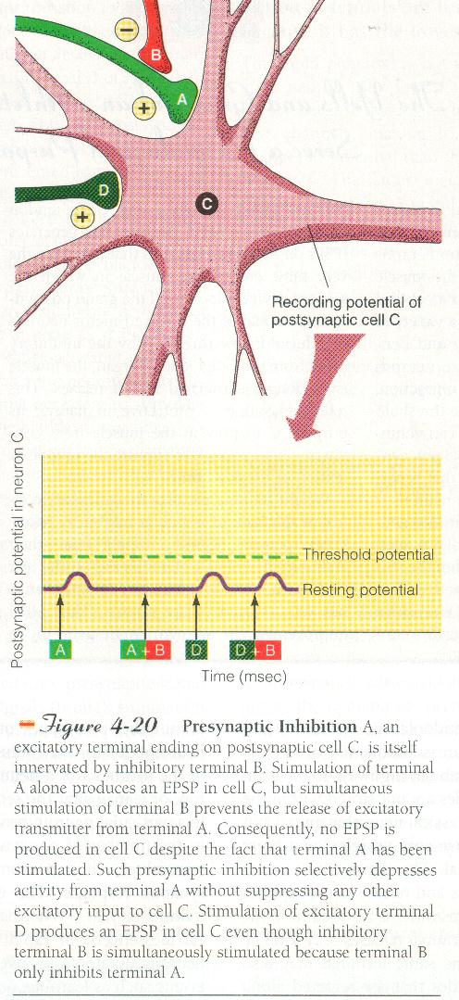 −
B
A
+
D
+
C
Recording potential of
postsynaptic cell C
Postsynaptic potential in neuron C
Threshold potential
Resting potential
A A + B D D + B
Time (msec)
Figure 4-20 Presynaptic Inhibition A, an
excitatory terminal ending on postsynaptic cell C, is itself
innervated by inhibitory terminal B. Stimulation of terminal
A alone produces an EPSP in cell C, but simultaneous
stimulation of terminal B prevents the release of excitatory
transmitter from terminal A. Consequently, no EPSP is
produced in cell C despite the fact that terminal A has been
stimulated. Such presynaptic inhibition selectively depresses
activity from terminal A without suppressing any other
excitatory input to cell C. Stimulation of excitatory terminal
D produces an EPSP in cell C even though inhibitory
terminal B is simultaneously stimulated because terminal B
only inhibits terminal A.